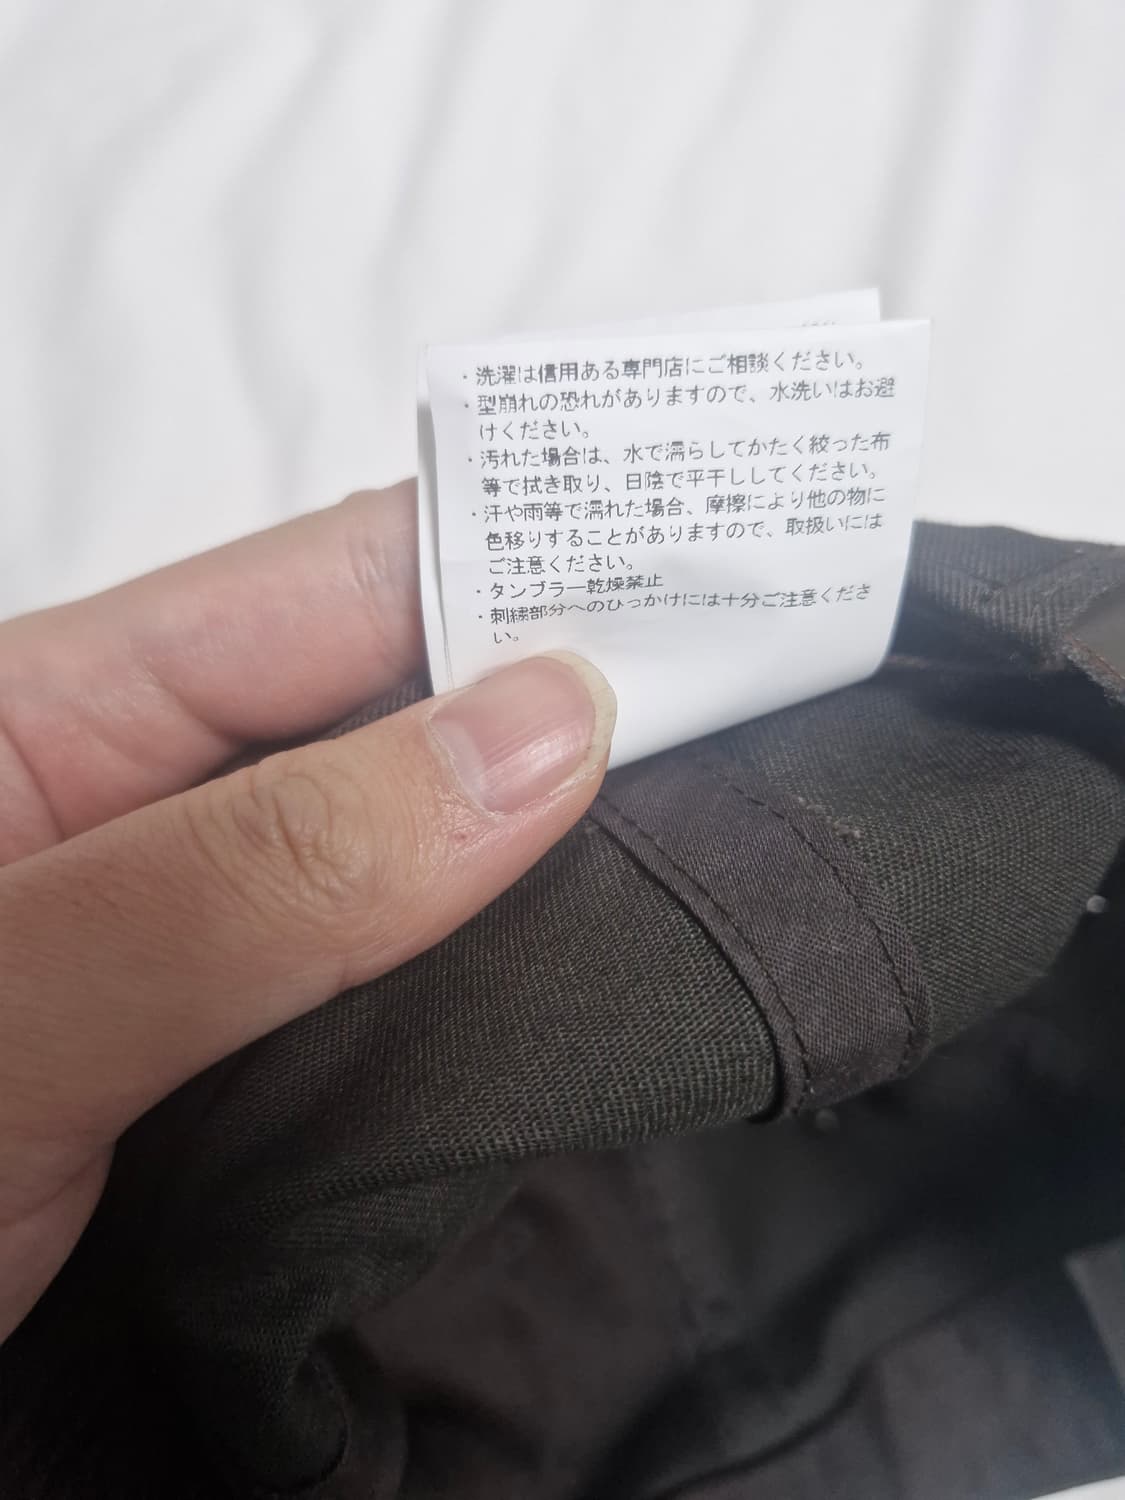 ・洗濯は信用ある専門店にご相談ください。
・型崩れの恐れがありますので、水洗いはお避
けください。
・汚れた場合は、水で濡らしてかたく絞った布
等で拭き取り、日陰で平干ししてください。
・汗や雨等で濡れた場合、摩擦により他の物に
色移りすることがありますので、取扱いには
ご注意ください。
・タンブラー乾燥禁止
・刺繍部分へのひっかけには十分ご注意くださ
い。